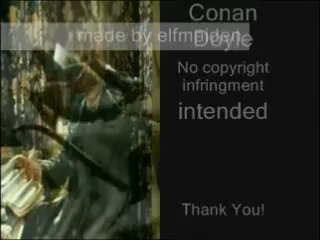 Conan
Doyle
made by elfmaiden
No copyright
infringment
intended
Thank You!